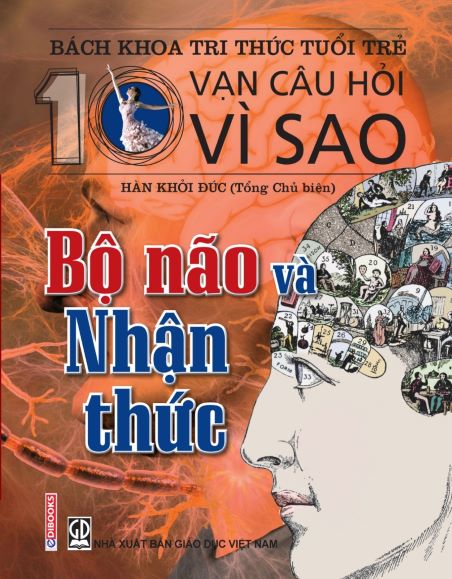 BÁCH KHOA TRI THỨC TUỔI TRẺ
10 VẠN CÂU HỎI
VÌ SAO
HÀN KHỞI ĐỨC (Tổng Chủ biên)
Bộ não và
Nhận
thức
EDIBOOKS
GD
NHÀ XUẤT BẢN GIÁO DỤC VIỆT NAM